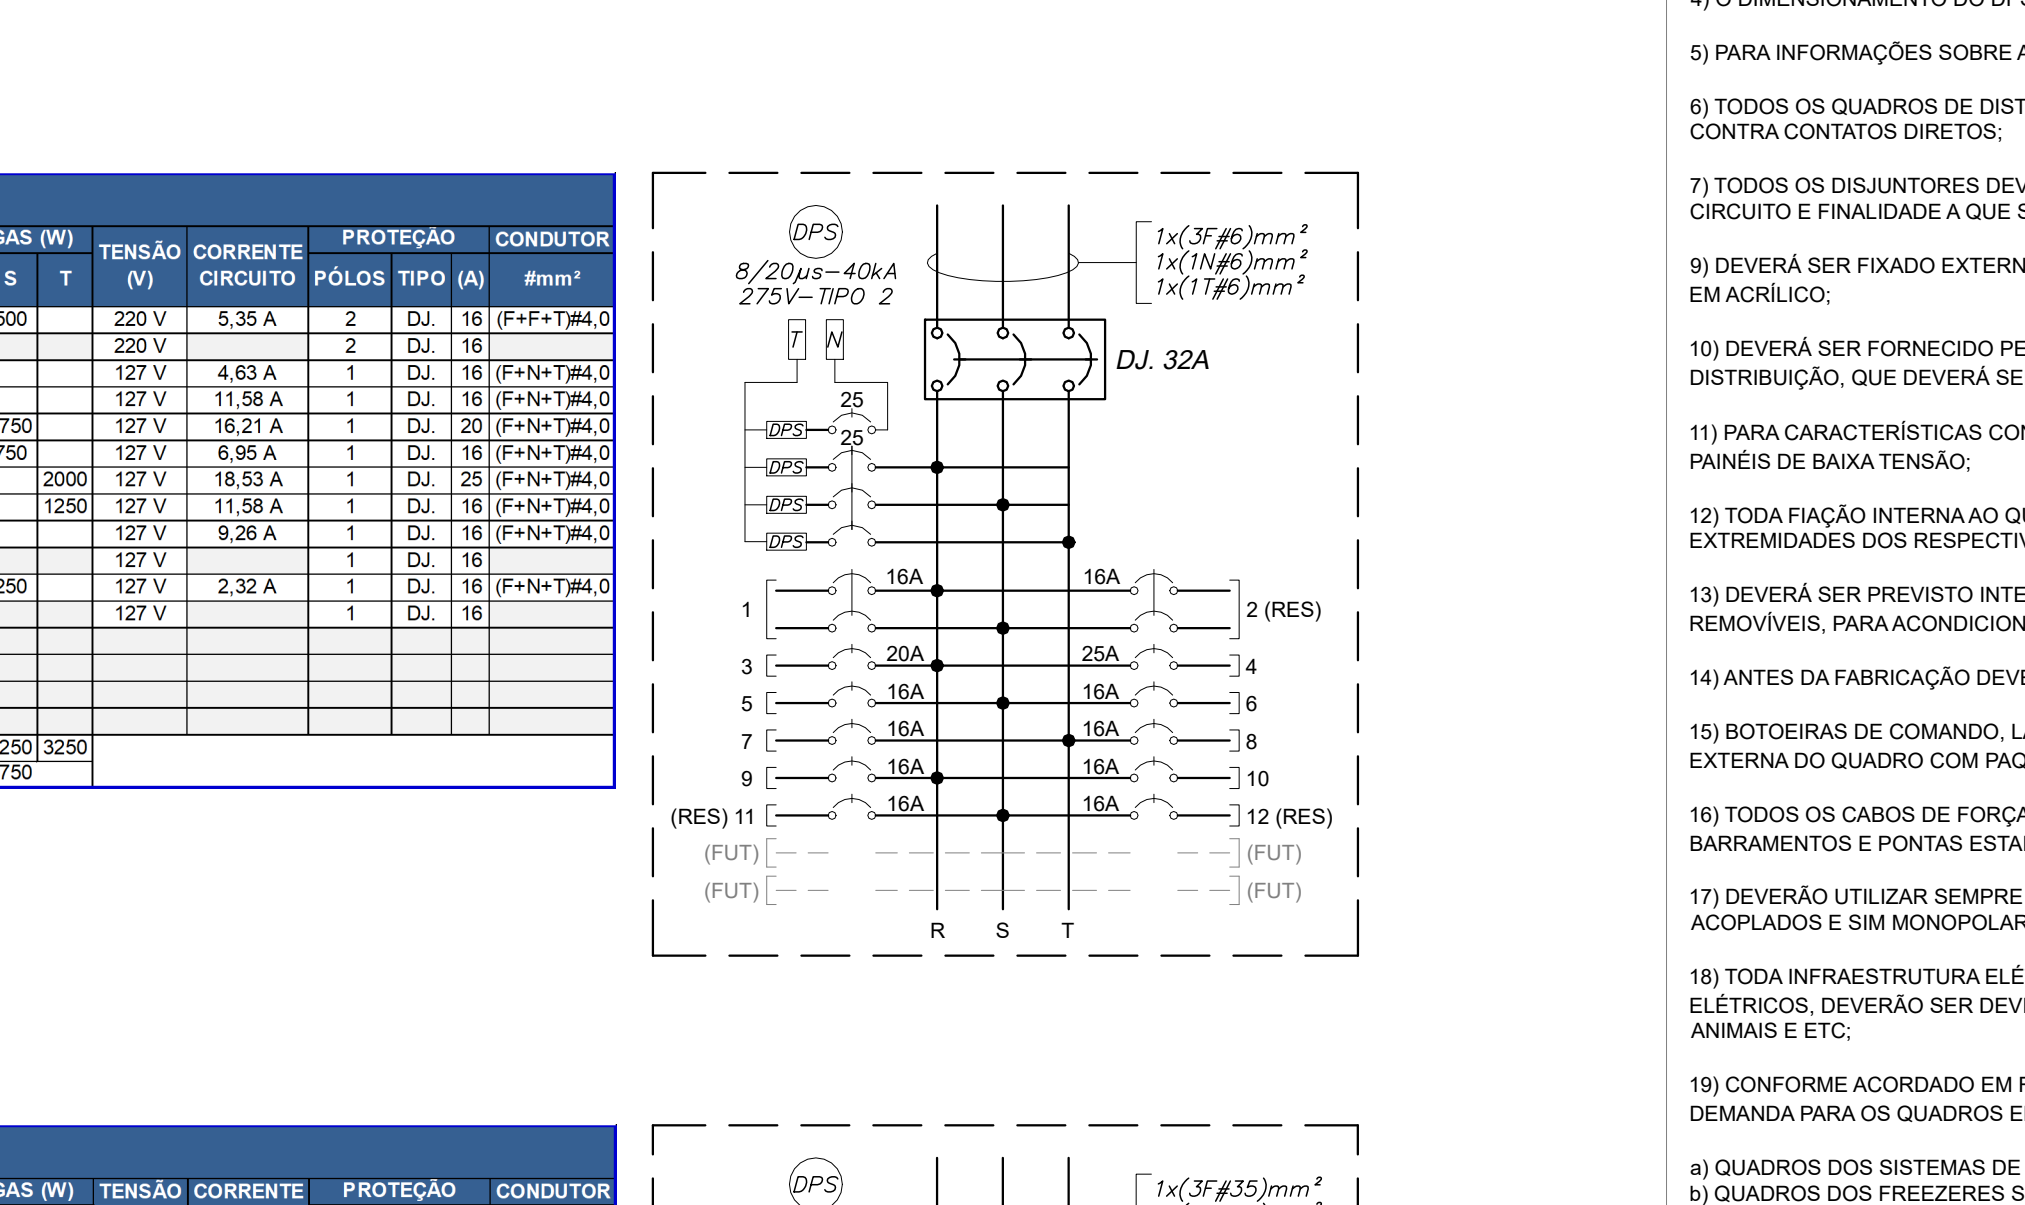 GAS (W)
TENSÃO (V)
CORRENTE CIRCUITO
PROTEÇÃO
CONDUTOR
S T
PÓLOS TIPO (A)
#mm²
500 220 V 5,35 A 2 DJ. 16 (F+F+T)#4,0
220 V 2 DJ. 16
127 V 4,63 A 1 DJ. 16 (F+N+T)#4,0
127 V 11,58 A 1 DJ. 16 (F+N+T)#4,0
750 127 V 16,21 A 1 DJ. 20 (F+N+T)#4,0
750 127 V 6,95 A 1 DJ. 16 (F+N+T)#4,0
2000 127 V 18,53 A 1 DJ. 25 (F+N+T)#4,0
1250 127 V 11,58 A 1 DJ. 16 (F+N+T)#4,0
127 V 9,26 A 1 DJ. 16 (F+N+T)#4,0
127 V 1 DJ. 16
250 127 V 2,32 A 1 DJ. 16 (F+N+T)#4,0
127 V 1 DJ. 16
250 3250
750
DPS
8/20µs-40kA
275V-TIPO 2
T N
1x(3F#6)mm²
1x(1N#6)mm²
1x(1T#6)mm²
DJ. 32A
25
DPS
25
DPS
DPS
DPS
1 16A 16A 2 (RES)
3 20A 25A 4
5 16A 16A 6
7 16A 16A 8
9 16A 16A 10
(RES) 11 16A 16A 12 (RES)
(FUT) (FUT)
(FUT) (FUT)
R S T
GAS (W) TENSÃO CORRENTE PROTEÇÃO CONDUTOR
DPS
1x(3F#35)mm²
4) O DIMENSIONAMENTO DO DPS
5) PARA INFORMAÇÕES SOBRE A
6) TODOS OS QUADROS DE DIST
CONTRA CONTATOS DIRETOS;
7) TODOS OS DISJUNTORES DEV
CIRCUITO E FINALIDADE A QUE S
9) DEVERÁ SER FIXADO EXTERN
EM ACRÍLICO;
10) DEVERÁ SER FORNECIDO PE
DISTRIBUIÇÃO, QUE DEVERÁ SE
11) PARA CARACTERÍSTICAS CON
PAINÉIS DE BAIXA TENSÃO;
12) TODA FIAÇÃO INTERNA AO QU
EXTREMIDADES DOS RESPECTIV
13) DEVERÁ SER PREVISTO INTE
REMOVÍVEIS, PARA ACONDICION
14) ANTES DA FABRICAÇÃO DEVE
15) BOTOEIRAS DE COMANDO, LA
EXTERNA DO QUADRO COM PAQ
16) TODOS OS CABOS DE FORÇA
BARRAMENTOS E PONTAS ESTA
17) DEVERÃO UTILIZAR SEMPRE
ACOPLADOS E SIM MONOPOLAR
18) TODA INFRAESTRUTURA ELÉ
ELÉTRICOS, DEVERÃO SER DEV
ANIMAIS E ETC;
19) CONFORME ACORDADO EM
DEMANDA PARA OS QUADROS E
a) QUADROS DOS SISTEMAS DE
b) QUADROS DOS FREEZERES S